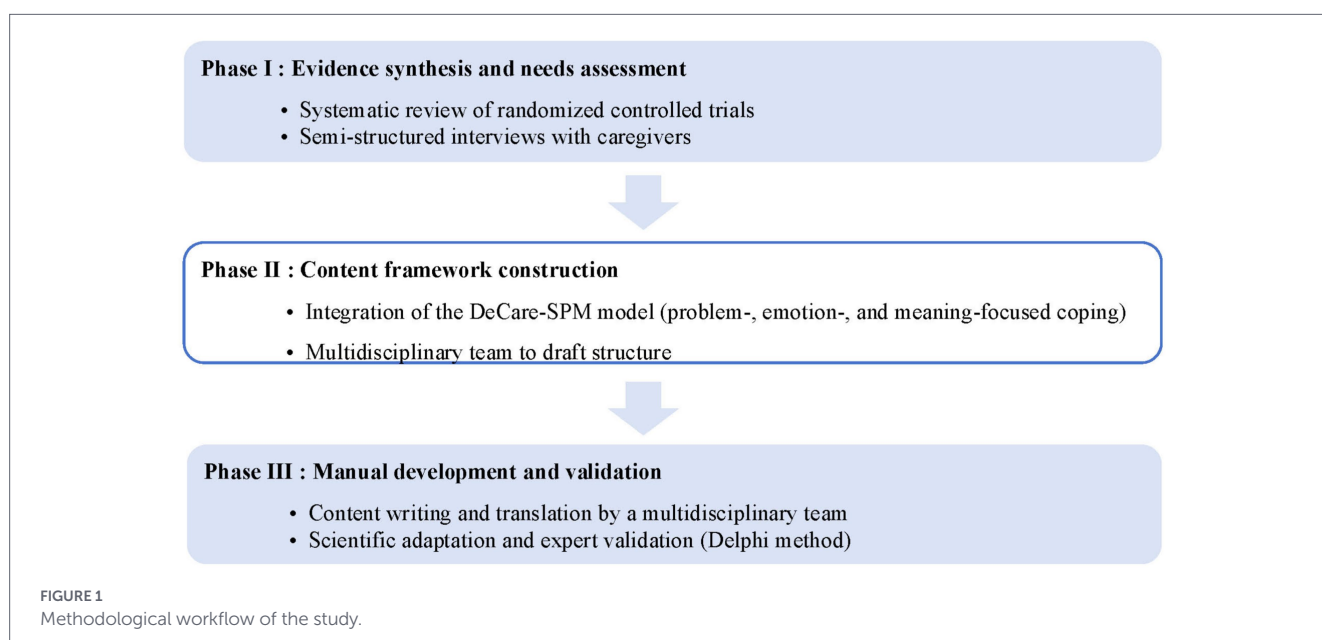 Phase I : Evidence synthesis and needs assessment
• Systematic review of randomized controlled trials
• Semi-structured interviews with caregivers
Phase II : Content framework construction
• Integration of the DeCare-SPM model (problem-, emotion-, and meaning-focused coping)
• Multidisciplinary team to draft structure
Phase III : Manual development and validation
• Content writing and translation by a multidisciplinary team
• Scientific adaptation and expert validation (Delphi method)
FIGURE 1
Methodological workflow of the study.